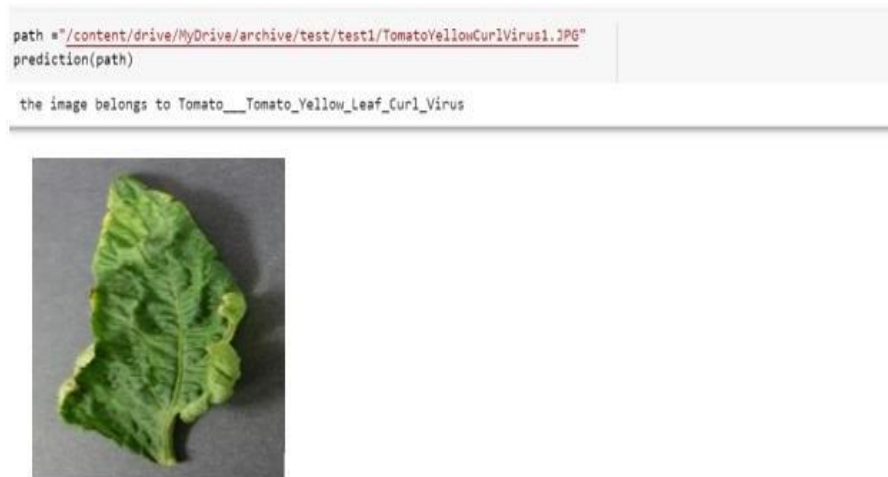 path ="/content/drive/MyDrive/archive/test/test1/TomatoYellowCurlVirus1.JPG"
prediction(path)
the image belongs to Tomato___Tomato_Yellow_Leaf_Curl_Virus